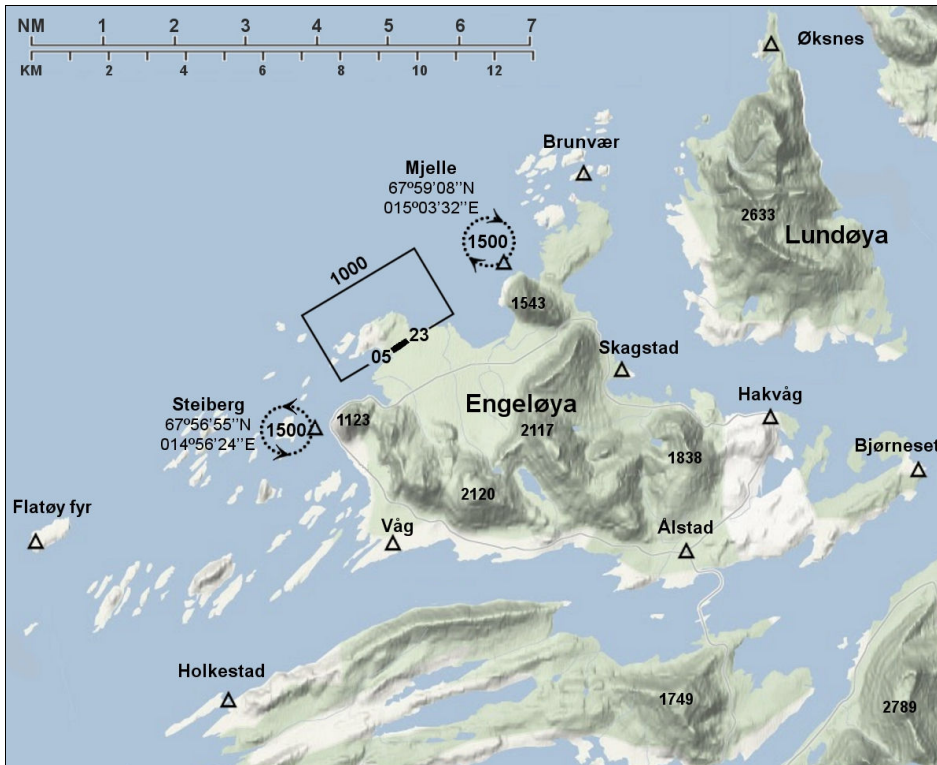 NM 1 2 3 4 5 6 7
KM 2 4 6 8 10 12
Øksnes
Brunvær
Mjelle
67º59'08''N
015º03'32''E
1500
2633
Lundøya
1000
1543
23
05
Skagstad
Steiberg
67º56'55''N
014º56'24''E
1500
1123
Engeløya
2117
Hakvåg
1838
Bjørneset
2120
Flatøy fyr
Våg
Ålstad
Holkestad
1749
2789